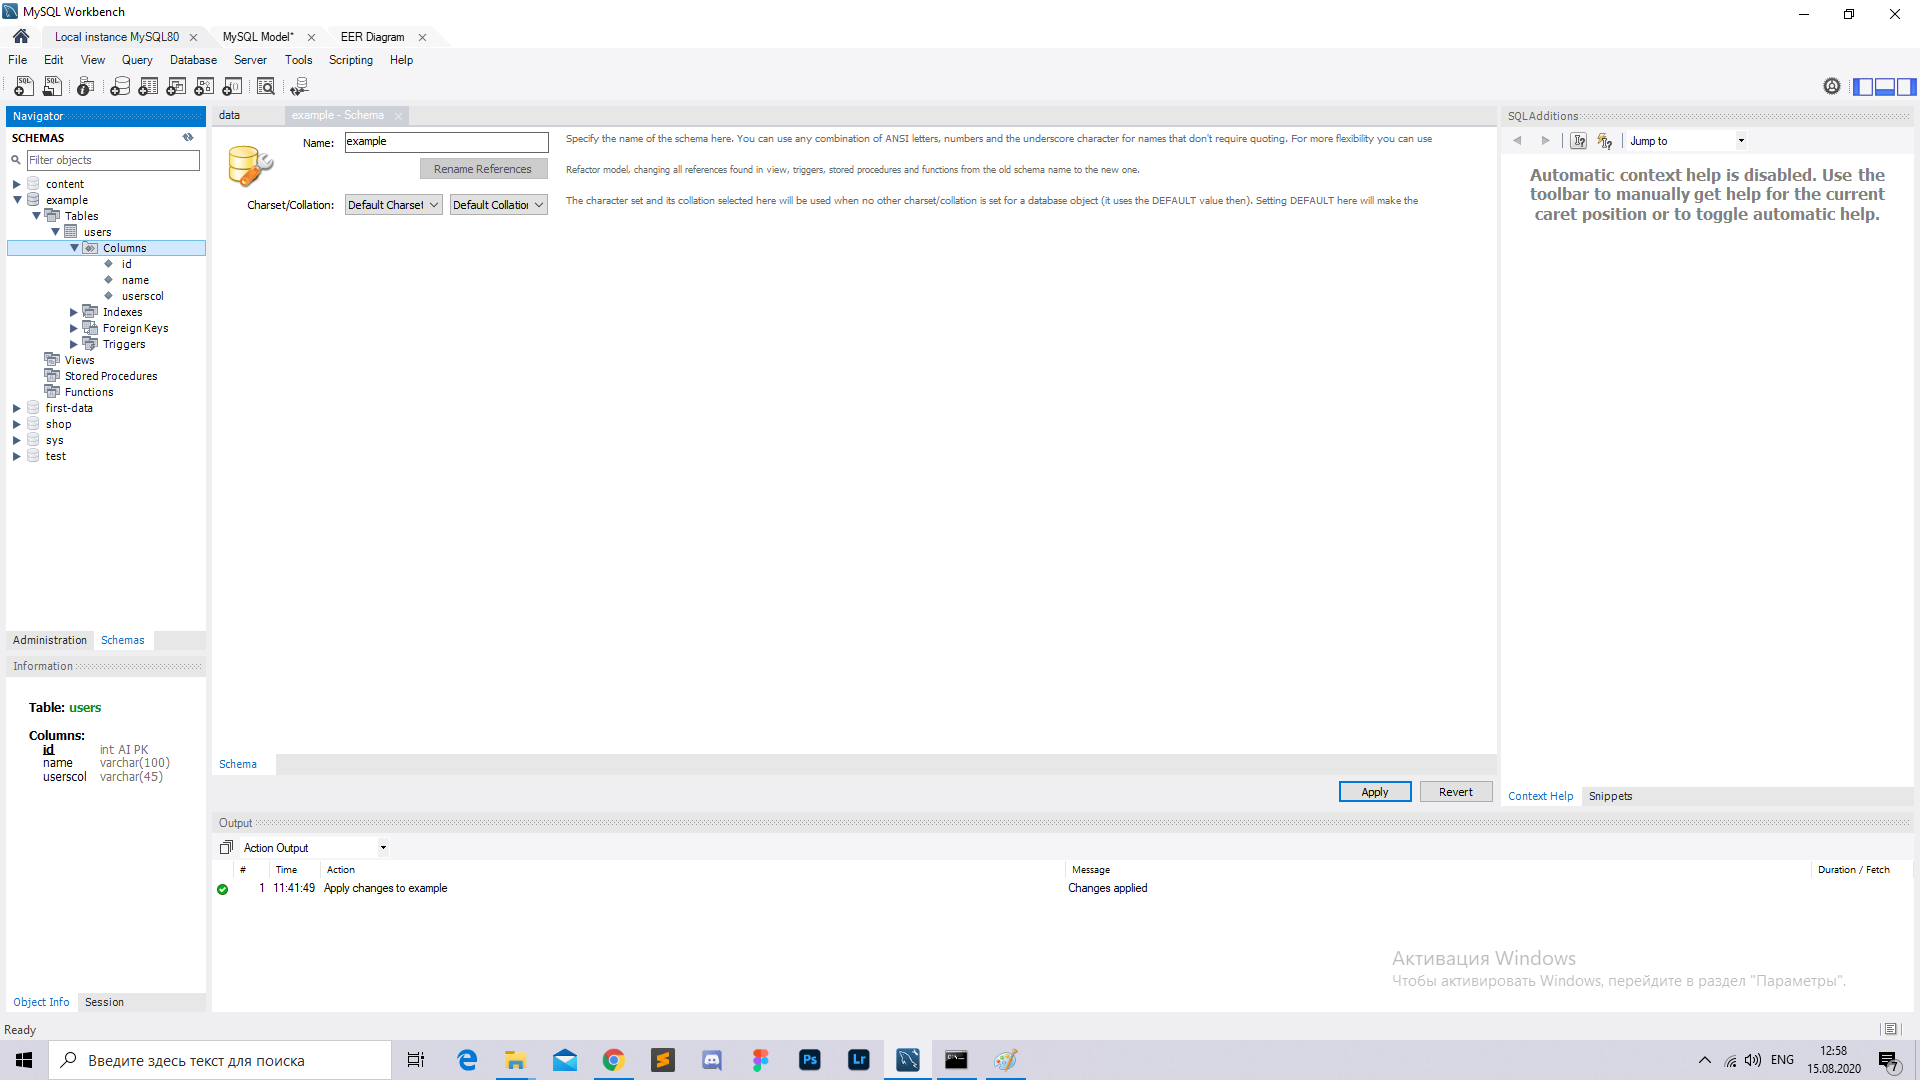 MySQL Workbench
Local instance MySQL80
MySQL Model*
EER Diagram
File Edit View Query Database Server Tools Scripting Help
Navigator
SCHEMAS
Filter objects
content
example
Tables
users
Columns
id
name
userscol
Indexes
Foreign Keys
Triggers
Views
Stored Procedures
Functions
first-data
shop
sys
test
Administration Schemas
Information
Table: users
Columns:
id int AI PK
name varchar(100)
userscol varchar(45)
Object Info Session
data
example - Schema
Name: example
Specify the name of the schema here. You can use any combination of ANSI letters, numbers and the underscore character for names that don't require quoting. For more flexibility you can use
Rename References
Refactor model, changing all references found in view, triggers, stored procedures and functions from the old schema name to the new one.
Charset/Collation: Default Charset Default Collation
The character set and its collation selected here will be used when no other charset/collation is set for a database object (it uses the DEFAULT value then). Setting DEFAULT here will make the
Schema
Apply Revert
SQLAdditions
Jump to
Automatic context help is disabled. Use the
toolbar to manually get help for the current
caret position or to toggle automatic help.
Context Help Snippets
Output
Action Output
# Time Action Message Duration / Fetch
1 11:41:49 Apply changes to example Changes applied
Активация Windows
Чтобы активировать Windows, перейдите в раздел "Параметры".
Ready
Введите здесь текст для поиска
Ps
Lr
ENG
12:58
15.08.2020
7